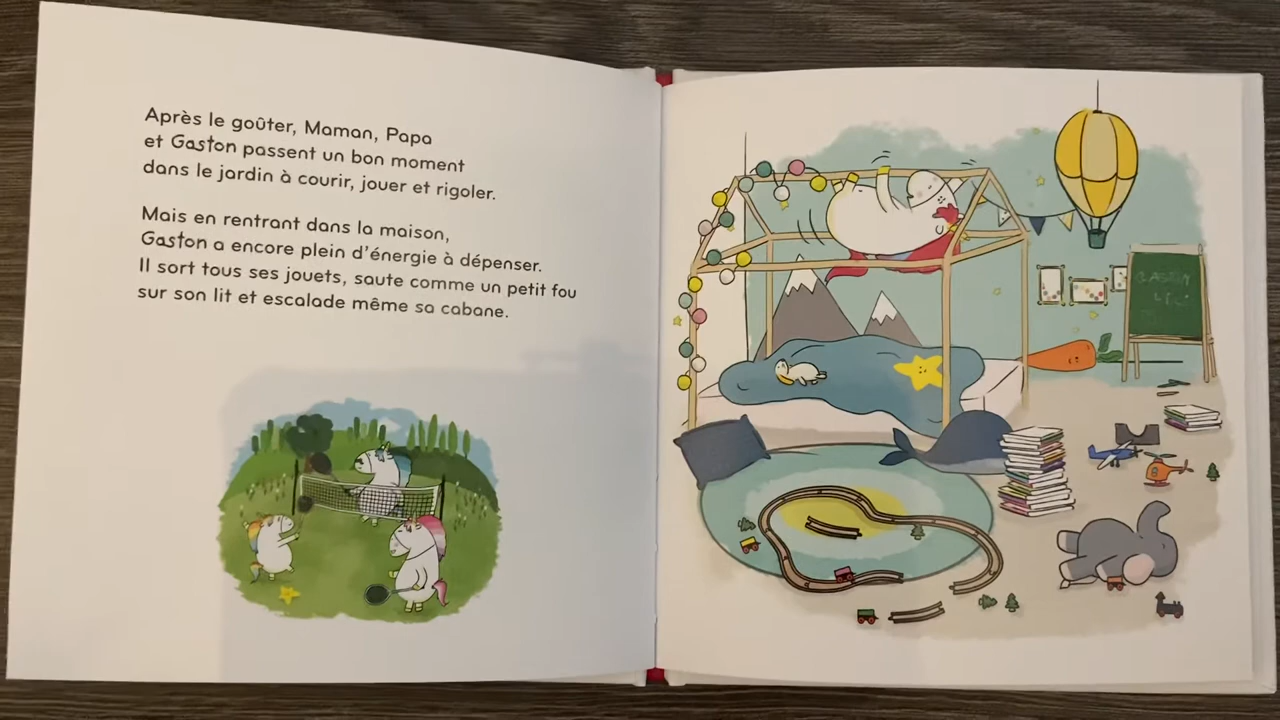 Après le goûter, Maman, Papa
et Gaston passent un bon moment
dans le jardin à courir, jouer et rigoler.
Mais en rentrant dans la maison,
Gaston a encore plein d'énergie à dépenser.
Il sort tous ses jouets, saute comme un petit fou
sur son lit et escalade même sa cabane.